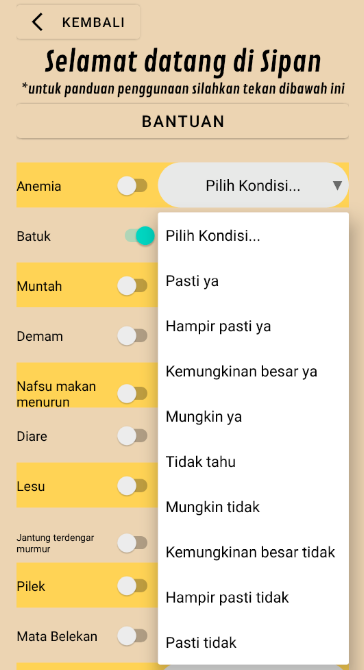 KEMBALI
Selamat datang di Sipan
*untuk panduan penggunaan silahkan tekan dibawah ini
BANTUAN
Anemia
Pilih Kondisi...
Batuk
Muntah
Demam
Nafsu makan
menurun
Diare
Lesu
Jantung terdengar
murmur
Pilek
Mata Belekan
Pilih Kondisi...
Pasti ya
Hampir pasti ya
Kemungkinan besar ya
Mungkin ya
Tidak tahu
Mungkin tidak
Kemungkinan besar tidak
Hampir pasti tidak
Pasti tidak